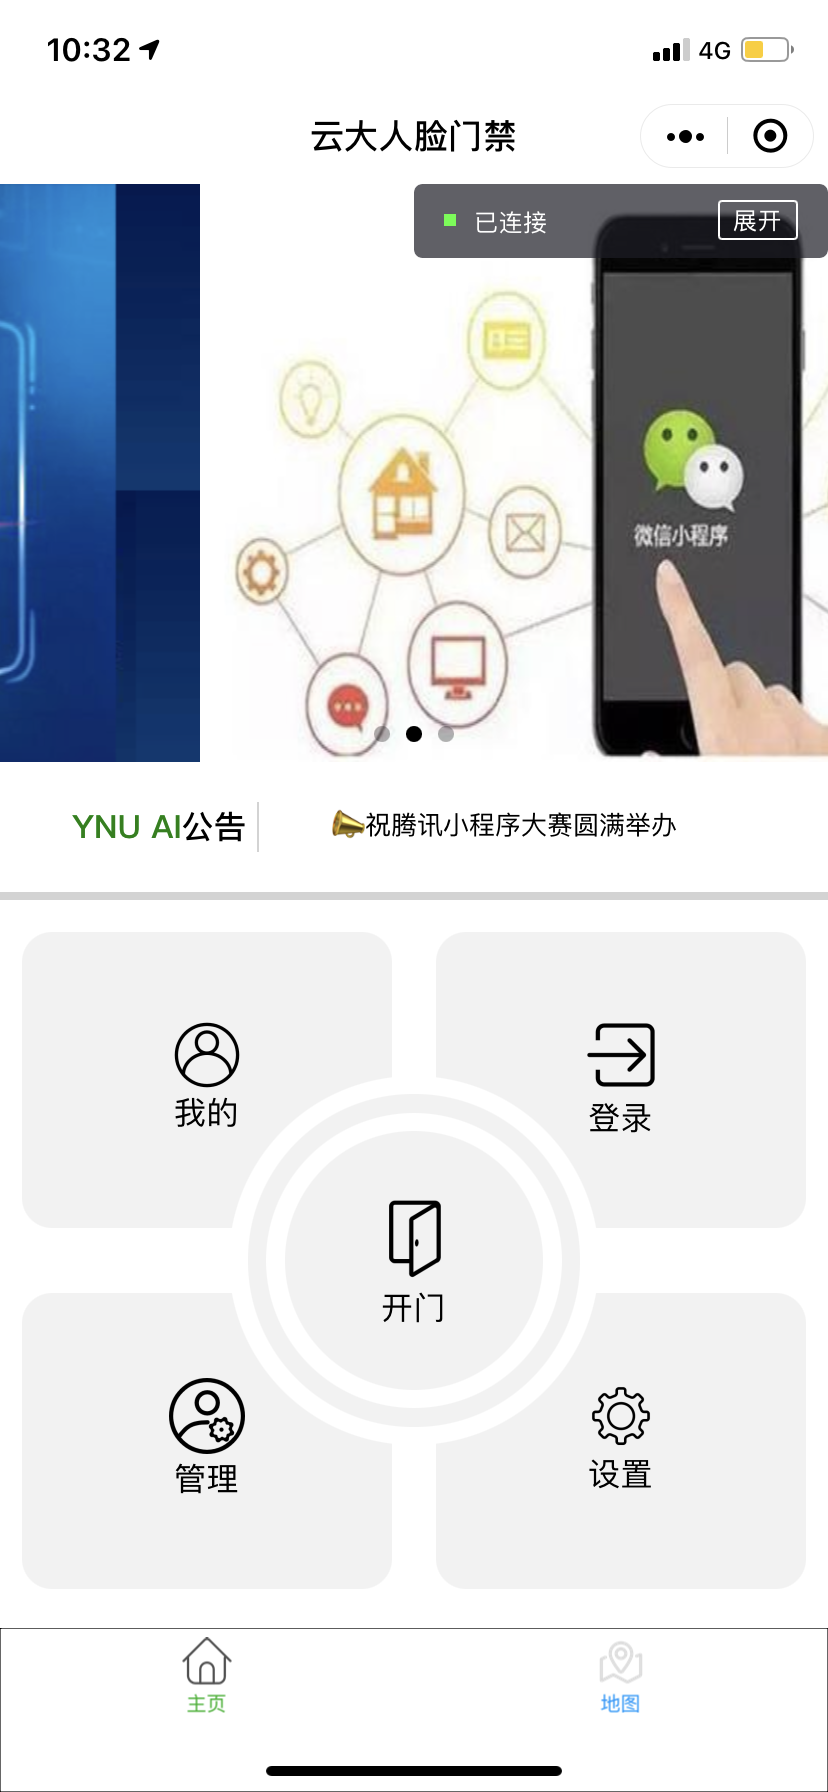 10:32
4G
云大人脸门禁
已连接
展开
微信小程序
YNU AI公告
祝腾讯小程序大赛圆满举办
我的
登录
开门
管理
设置
主页
地图